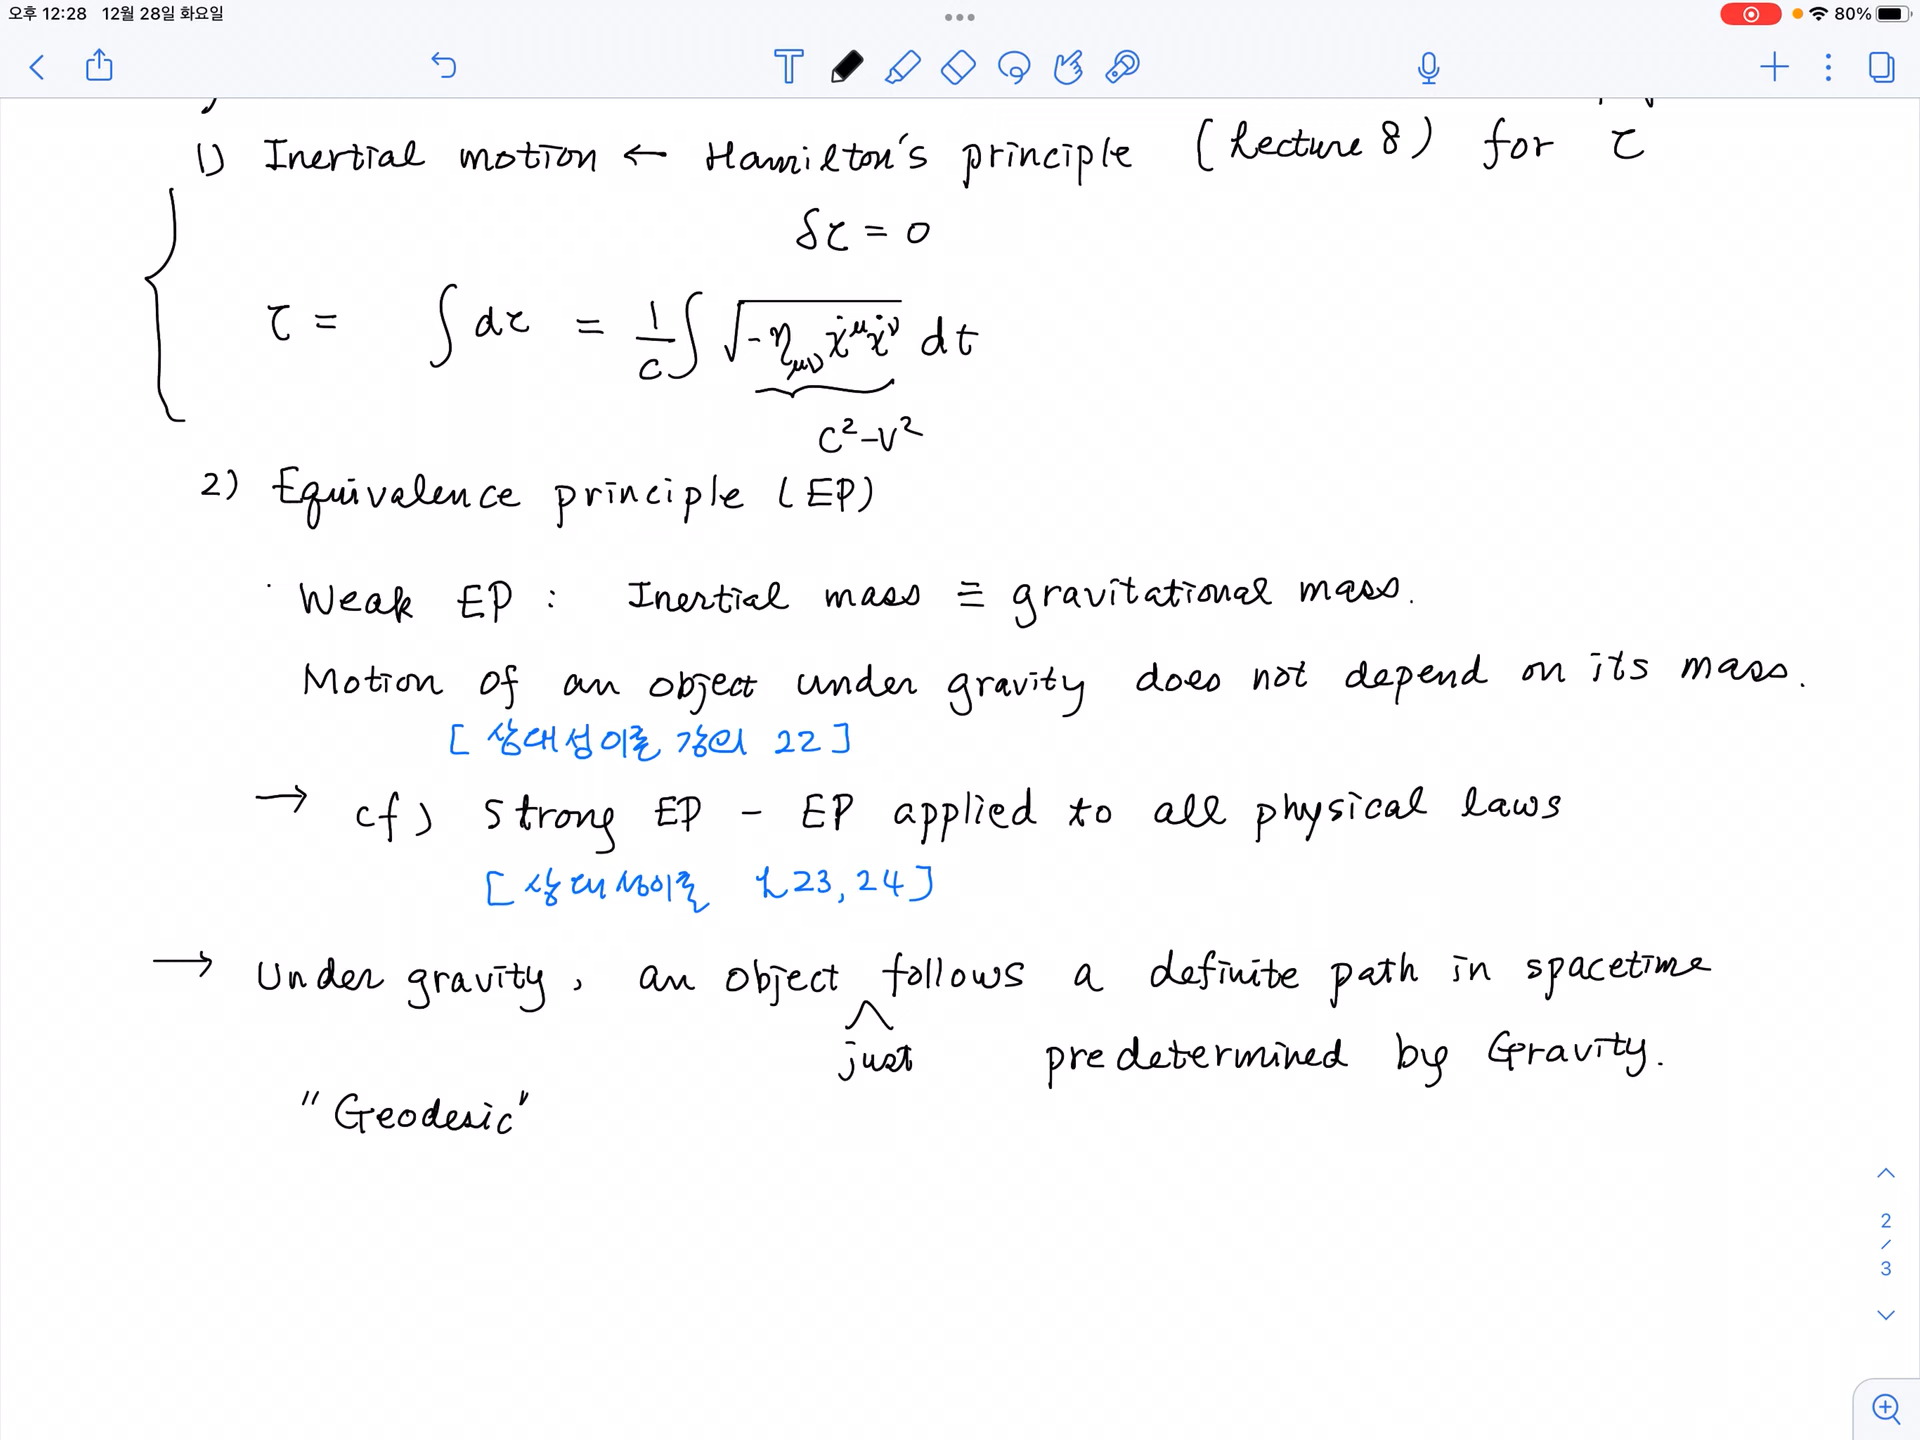 오후 12:28 12월 28일 화요일
80%
T
1) Inertial motion ← Hamilton's principle (Lecture 8) for τ
δτ = 0
τ = ∫ dτ = 1/c ∫ √(-η_μν ẋ^μ ẋ^ν) dt
c²-v²
2) Equivalence principle (EP)
· Weak EP : Inertial mass ≡ gravitational mass.
Motion of an object under gravity does not depend on its mass.
[상대성이론 강의 22]
→ cf) Strong EP - EP applied to all physical laws
[상대성이론 23, 24]
→ Under gravity, an object follows a definite path in spacetime
just predetermined by Gravity.
"Geodesic"
2
/
3